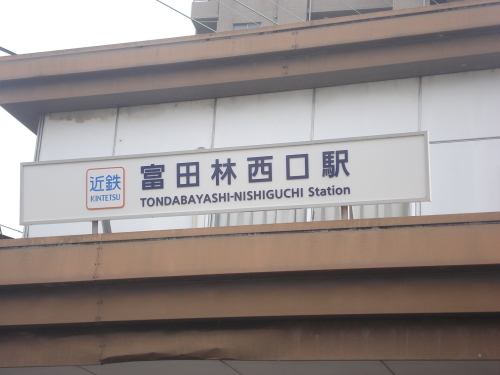 近鉄
KINTETSU
富田林西口駅
TONDABAYASHI-NISHIGUCHI Station